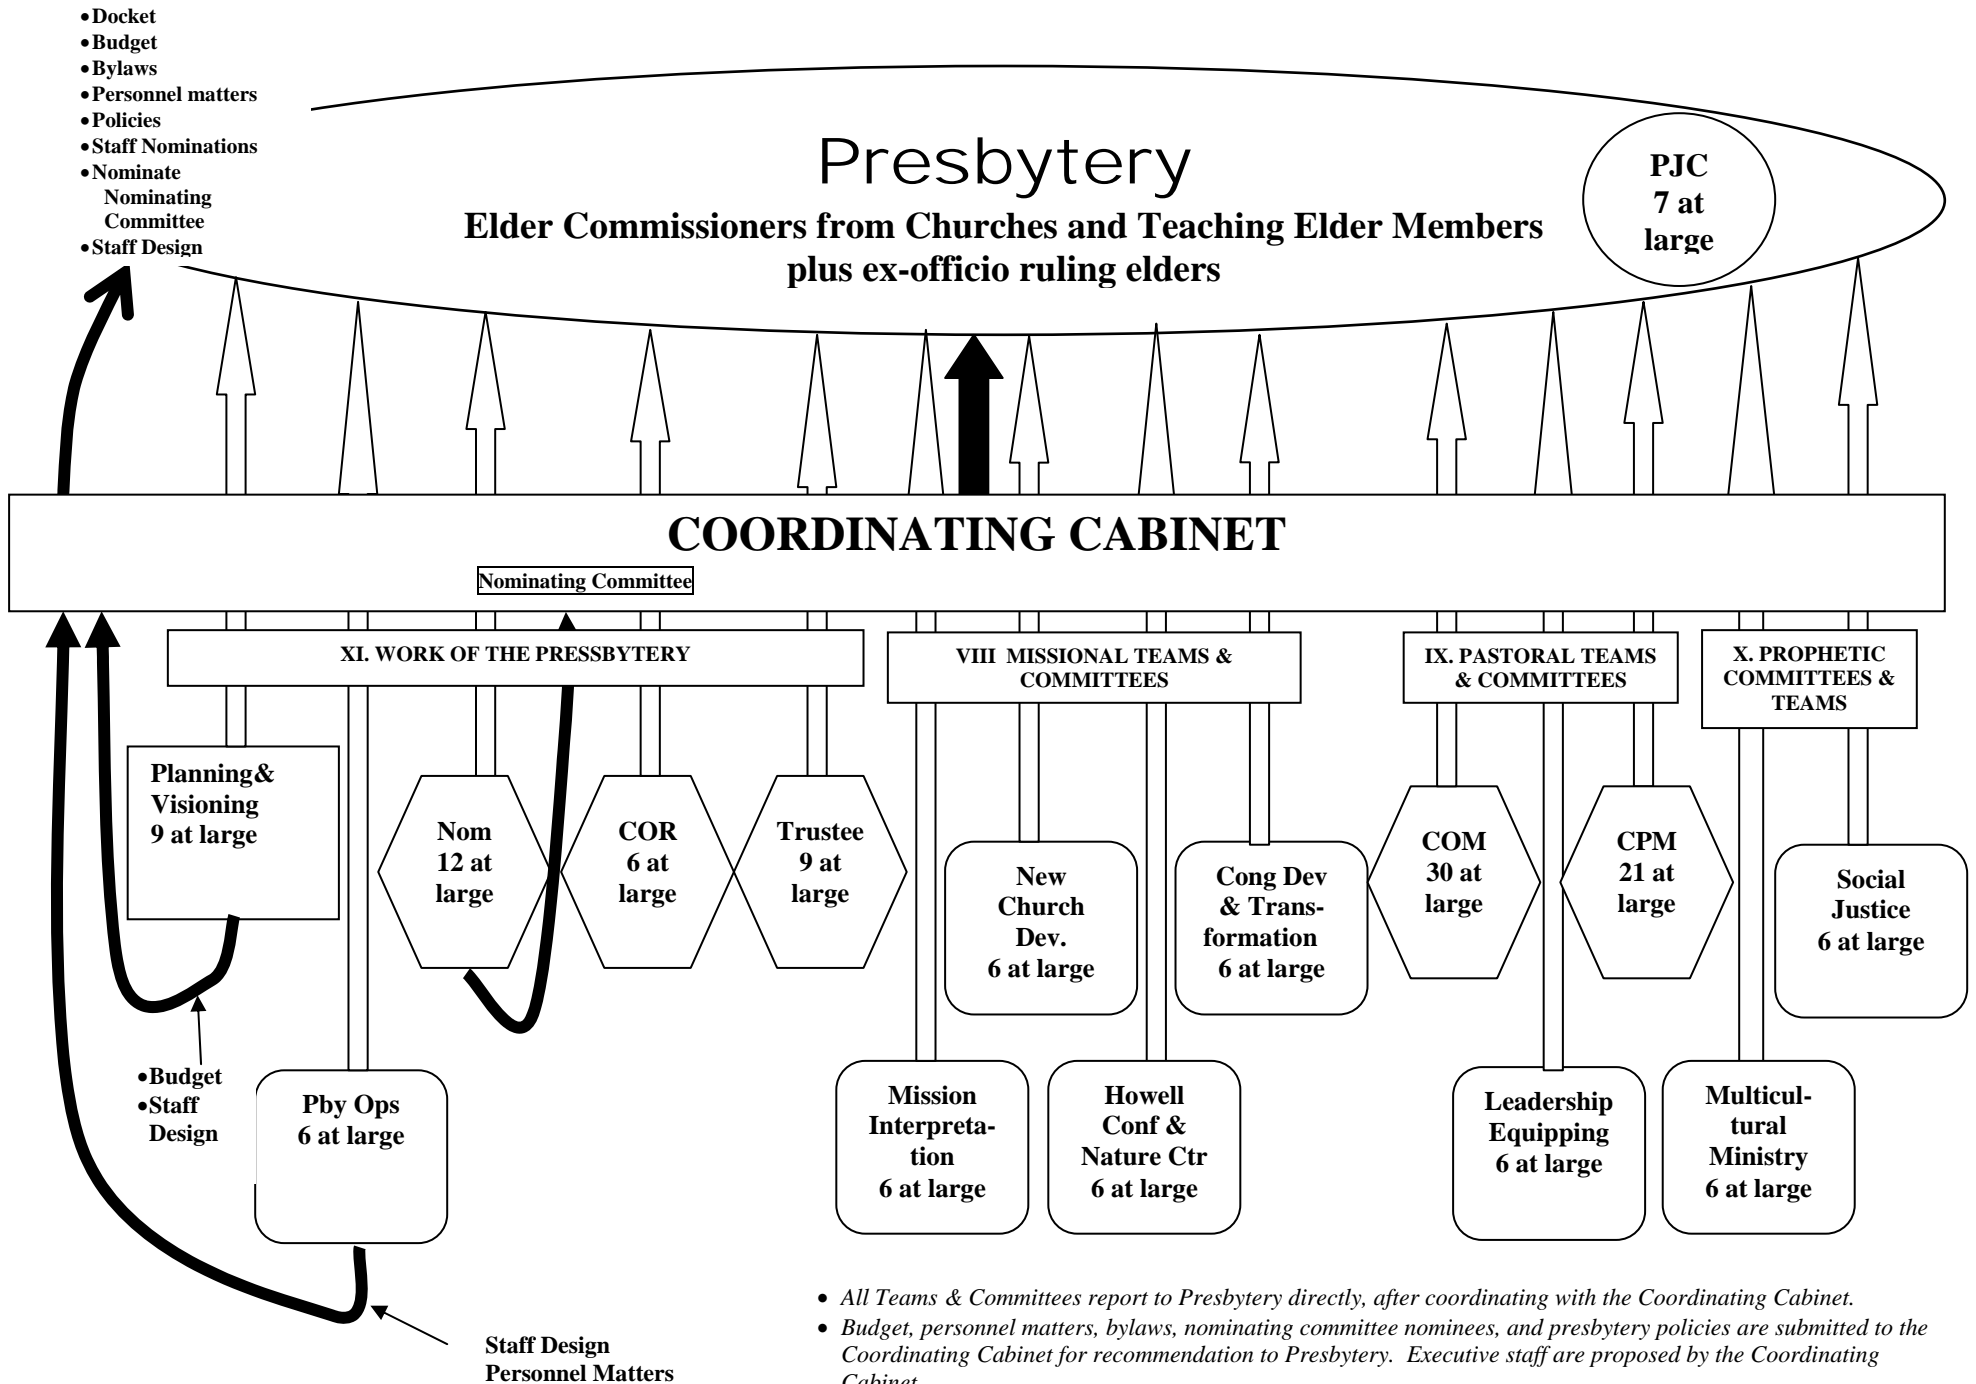 •Docket
•Budget
•Bylaws
•Personnel matters
•Policies
•Staff Nominations
•Nominate
Nominating
Committee
•Staff Design
Presbytery
Elder Commissioners from Churches and Teaching Elder Members
plus ex-officio ruling elders
PJC
7 at
large
COORDINATING CABINET
Nominating Committee
XI. WORK OF THE PRESSBYTERY
VIII MISSIONAL TEAMS &
COMMITTEES
IX. PASTORAL TEAMS
& COMMITTEES
X. PROPHETIC
COMMITTEES &
TEAMS
Planning&
Visioning
9 at large
Nom
12 at
large
COR
6 at
large
Trustee
9 at
large
New
Church
Dev.
6 at large
Cong Dev
& Trans-
formation
6 at large
COM
30 at
large
CPM
21 at
large
Social
Justice
6 at large
•Budget
•Staff
Design
Pby Ops
6 at large
Mission
Interpreta-
tion
6 at large
Howell
Conf &
Nature Ctr
6 at large
Leadership
Equipping
6 at large
Multicul-
tural
Ministry
6 at large
Staff Design
Personnel Matters
• All Teams & Committees report to Presbytery directly, after coordinating with the Coordinating Cabinet.
• Budget, personnel matters, bylaws, nominating committee nominees, and presbytery policies are submitted to the
Coordinating Cabinet for recommendation to Presbytery. Executive staff are proposed by the Coordinating
Cabinet